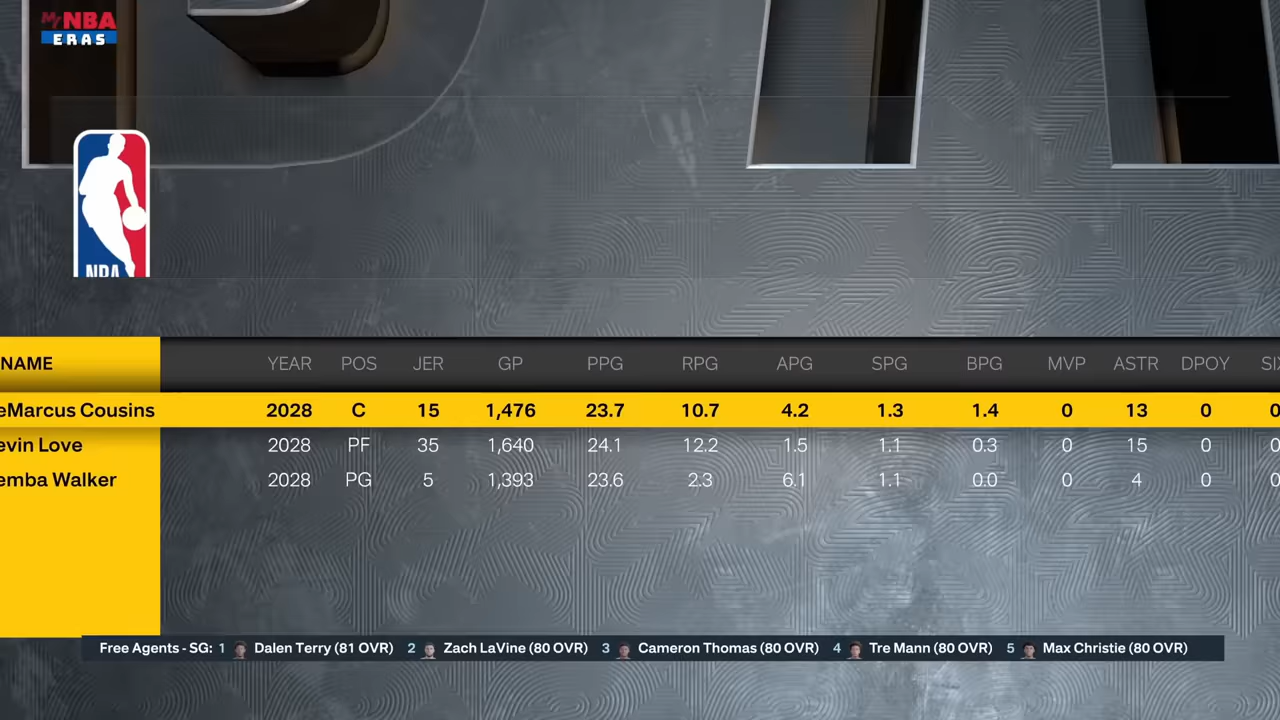 MyNBA
ERAS
NBA
NAME YEAR POS JER GP PPG RPG APG SPG BPG MVP ASTR DPOY SIX
eMarcus Cousins 2028 C 15 1,476 23.7 10.7 4.2 1.3 1.4 0 13 0 0
evin Love 2028 PF 35 1,640 24.1 12.2 1.5 1.1 0.3 0 15 0 0
emba Walker 2028 PG 5 1,393 23.6 2.3 6.1 1.1 0.0 0 4 0 0
Free Agents - SG: 1 Dalen Terry (81 OVR) 2 Zach LaVine (80 OVR) 3 Cameron Thomas (80 OVR) 4 Tre Mann (80 OVR) 5 Max Christie (80 OVR)